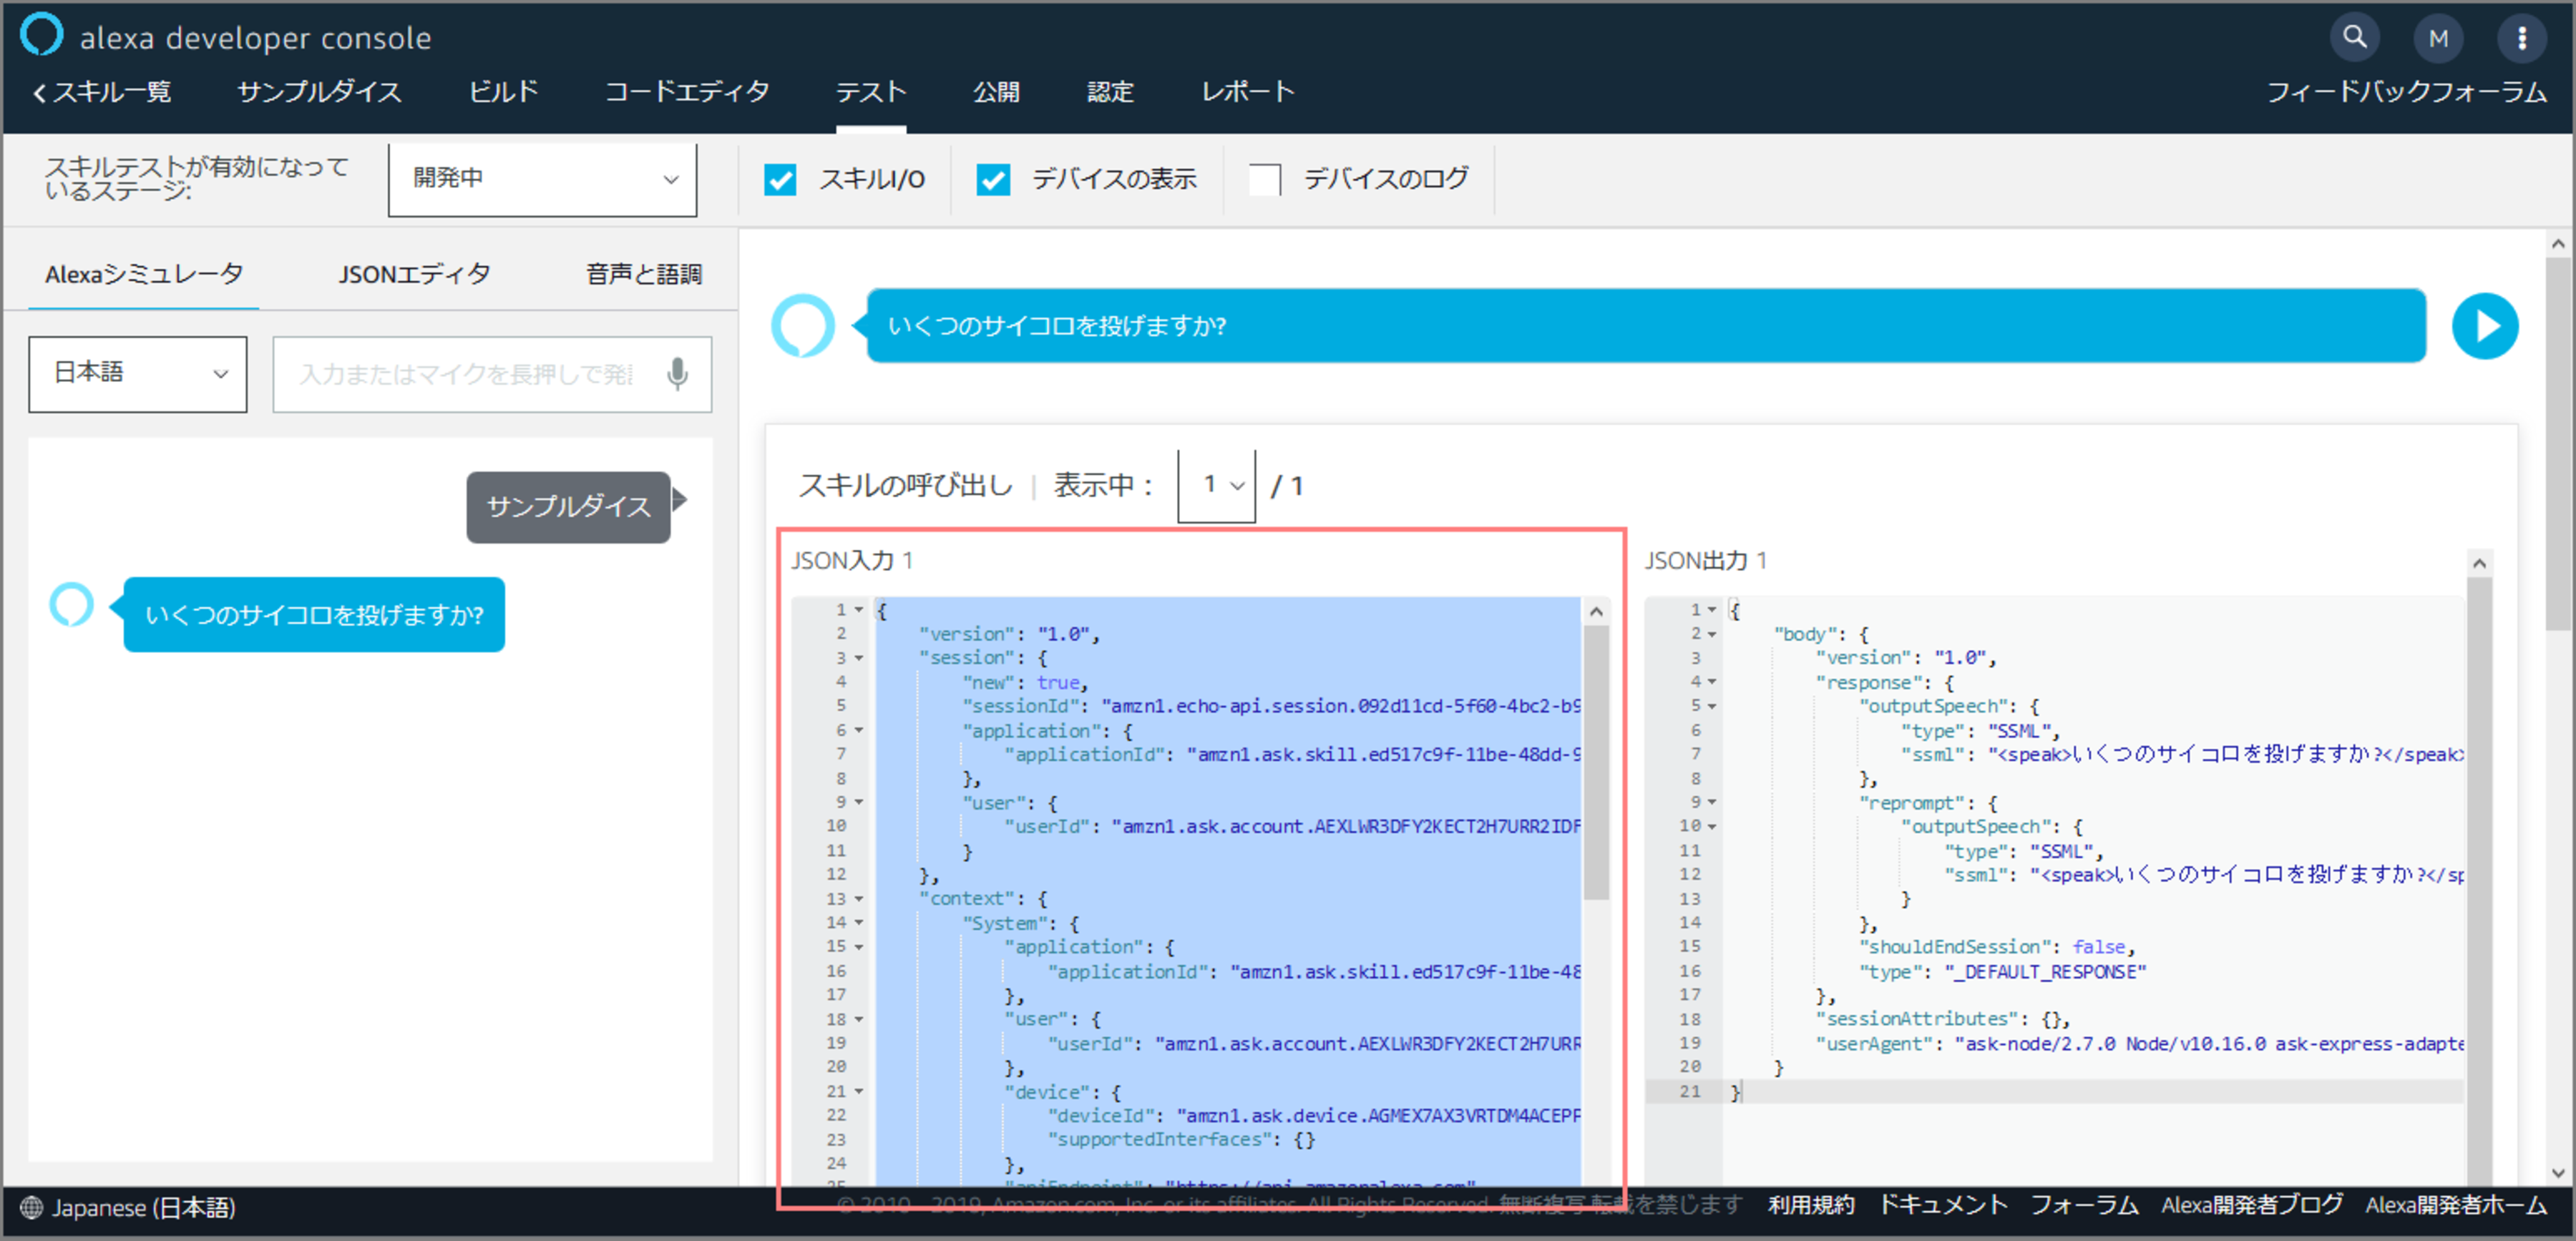 alexa developer console
M
スキル一覧 サンプルダイス ビルド コードエディタ テスト 公開 認定 レポート フィードバックフォーラム
スキルテストが有効になって
いるステージ:
開発中
スキルI/O
デバイスの表示
デバイスのログ
Alexaシミュレータ JSONエディタ 音声と語調
日本語
入力またはマイクを長押しで発
サンプルダイス
いくつのサイコロを投げますか?
いくつのサイコロを投げますか?
スキルの呼び出し | 表示中: 1 / 1
JSON入力 1
1 {
2 "version": "1.0",
3 "session": {
4 "new": true,
5 "sessionId": "amzn1.echo-api.session.092d11cd-5f60-4bc2-b9
6 "application": {
7 "applicationId": "amzn1.ask.skill.ed517c9f-11be-48dd-9
8 },
9 "user": {
10 "userId": "amzn1.ask.account.AEXLWR3DFY2KECT2H7URR2IDF
11 }
12 },
13 "context": {
14 "System": {
15 "application": {
16 "applicationId": "amzn1.ask.skill.ed517c9f-11be-48
17 },
18 "user": {
19 "userId": "amzn1.ask.account.AEXLWR3DFY2KECT2H7URR
20 },
21 "device": {
22 "deviceId": "amzn1.ask.device.AGMEX7AX3VRTDM4ACEPF
23 "supportedInterfaces": {}
24 },
25 "apiEndpoint": "https://api.amazonalexa.com"
JSON出力 1
1 {
2 "body": {
3 "version": "1.0",
4 "response": {
5 "outputSpeech": {
6 "type": "SSML",
7 "ssml": "<speak>いくつのサイコロを投げますか?</speak>
8 },
9 "reprompt": {
10 "outputSpeech": {
11 "type": "SSML",
12 "ssml": "<speak>いくつのサイコロを投げますか?</sp
13 }
14 },
15 "shouldEndSession": false,
16 "type": "_DEFAULT_RESPONSE"
17 },
18 "sessionAttributes": {},
19 "userAgent": "ask-node/2.7.0 Node/v10.16.0 ask-express-adapte
20 }
21 }
Japanese (日本語)
© 2010 - 2019, Amazon.com, Inc. or its affiliates. All Rights Reserved. 無断複写 転載を禁じます
利用規約 ドキュメント フォーラム Alexa開発者ブログ Alexa開発者ホーム